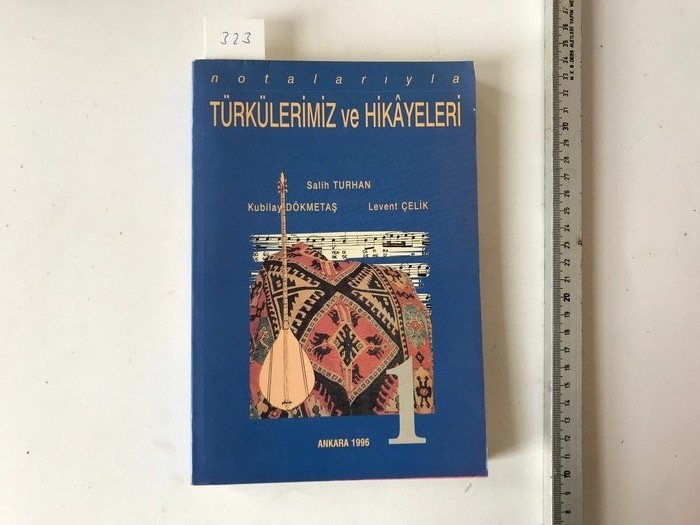 323
notalarıyla
TÜRKÜLERİMİZ ve HİKÂYELERİ
Salih TURHAN
Kubilay DÖKMETAŞ Levent ÇELİK
1
ANKARA 1996